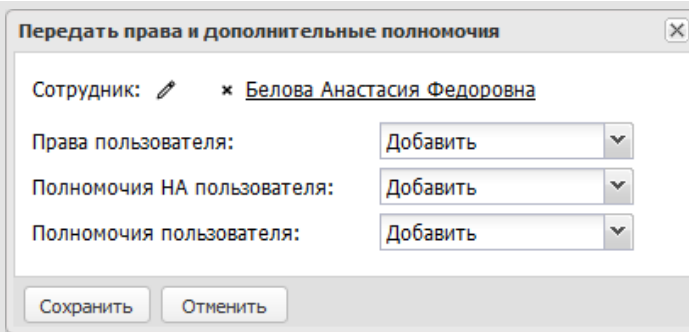 Передать права и дополнительные полномочия
Сотрудник: Белова Анастасия Федоровна
Права пользователя: Добавить
Полномочия НА пользователя: Добавить
Полномочия пользователя: Добавить
Сохранить Отменить